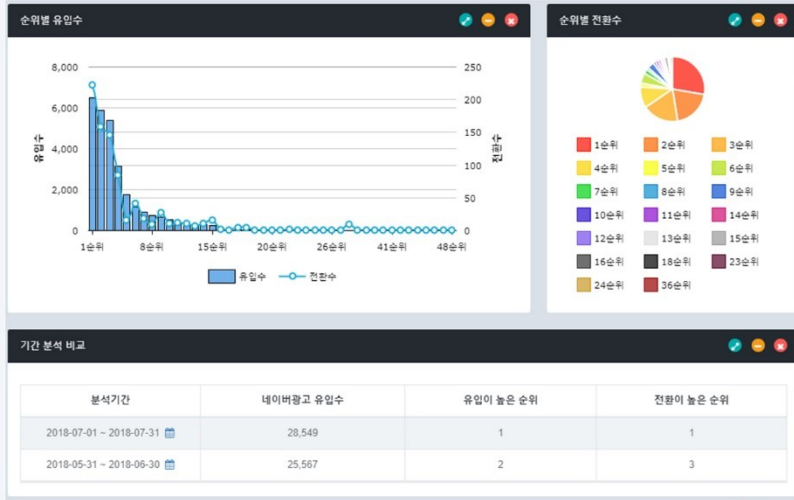 순위별 유입수
8,000
6,000
4,000
2,000
0
유입수
250
200
150
100
50
0
전환수
1순위 8순위 15순위 20순위 26순위 41순위 48순위
유입수 전환수
순위별 전환수
1순위 2순위 3순위
4순위 5순위 6순위
7순위 8순위 9순위
10순위 11순위 14순위
12순위 13순위 15순위
16순위 18순위 23순위
24순위 36순위
기간 분석 비교
분석기간 네이버광고 유입수 유입이 높은 순위 전환이 높은 순위
2018-07-01 ~ 2018-07-31 28,549 1 1
2018-05-31 ~ 2018-06-30 25,567 2 3